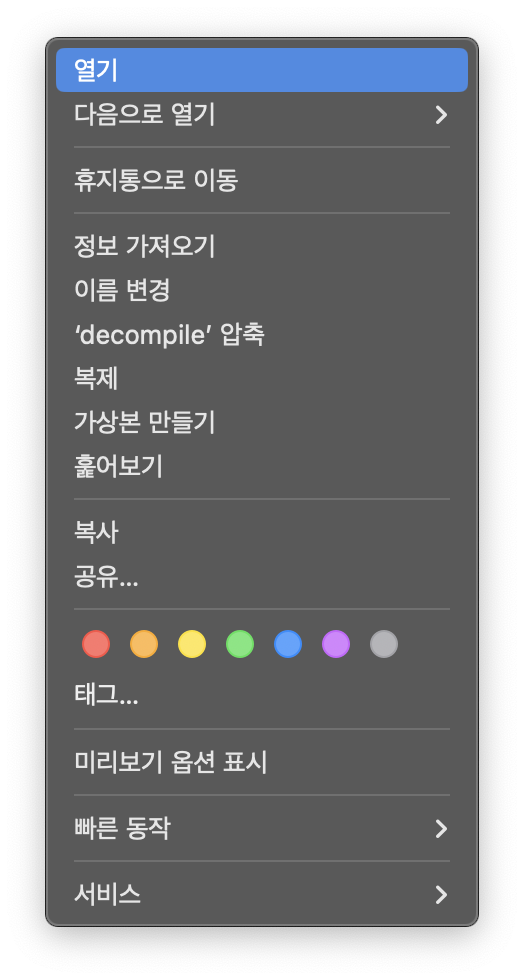 열기
다음으로 열기
휴지통으로 이동
정보 가져오기
이름 변경
‘decompile’ 압축
복제
가상본 만들기
훑어보기
복사
공유...
태그...
미리보기 옵션 표시
빠른 동작
서비스